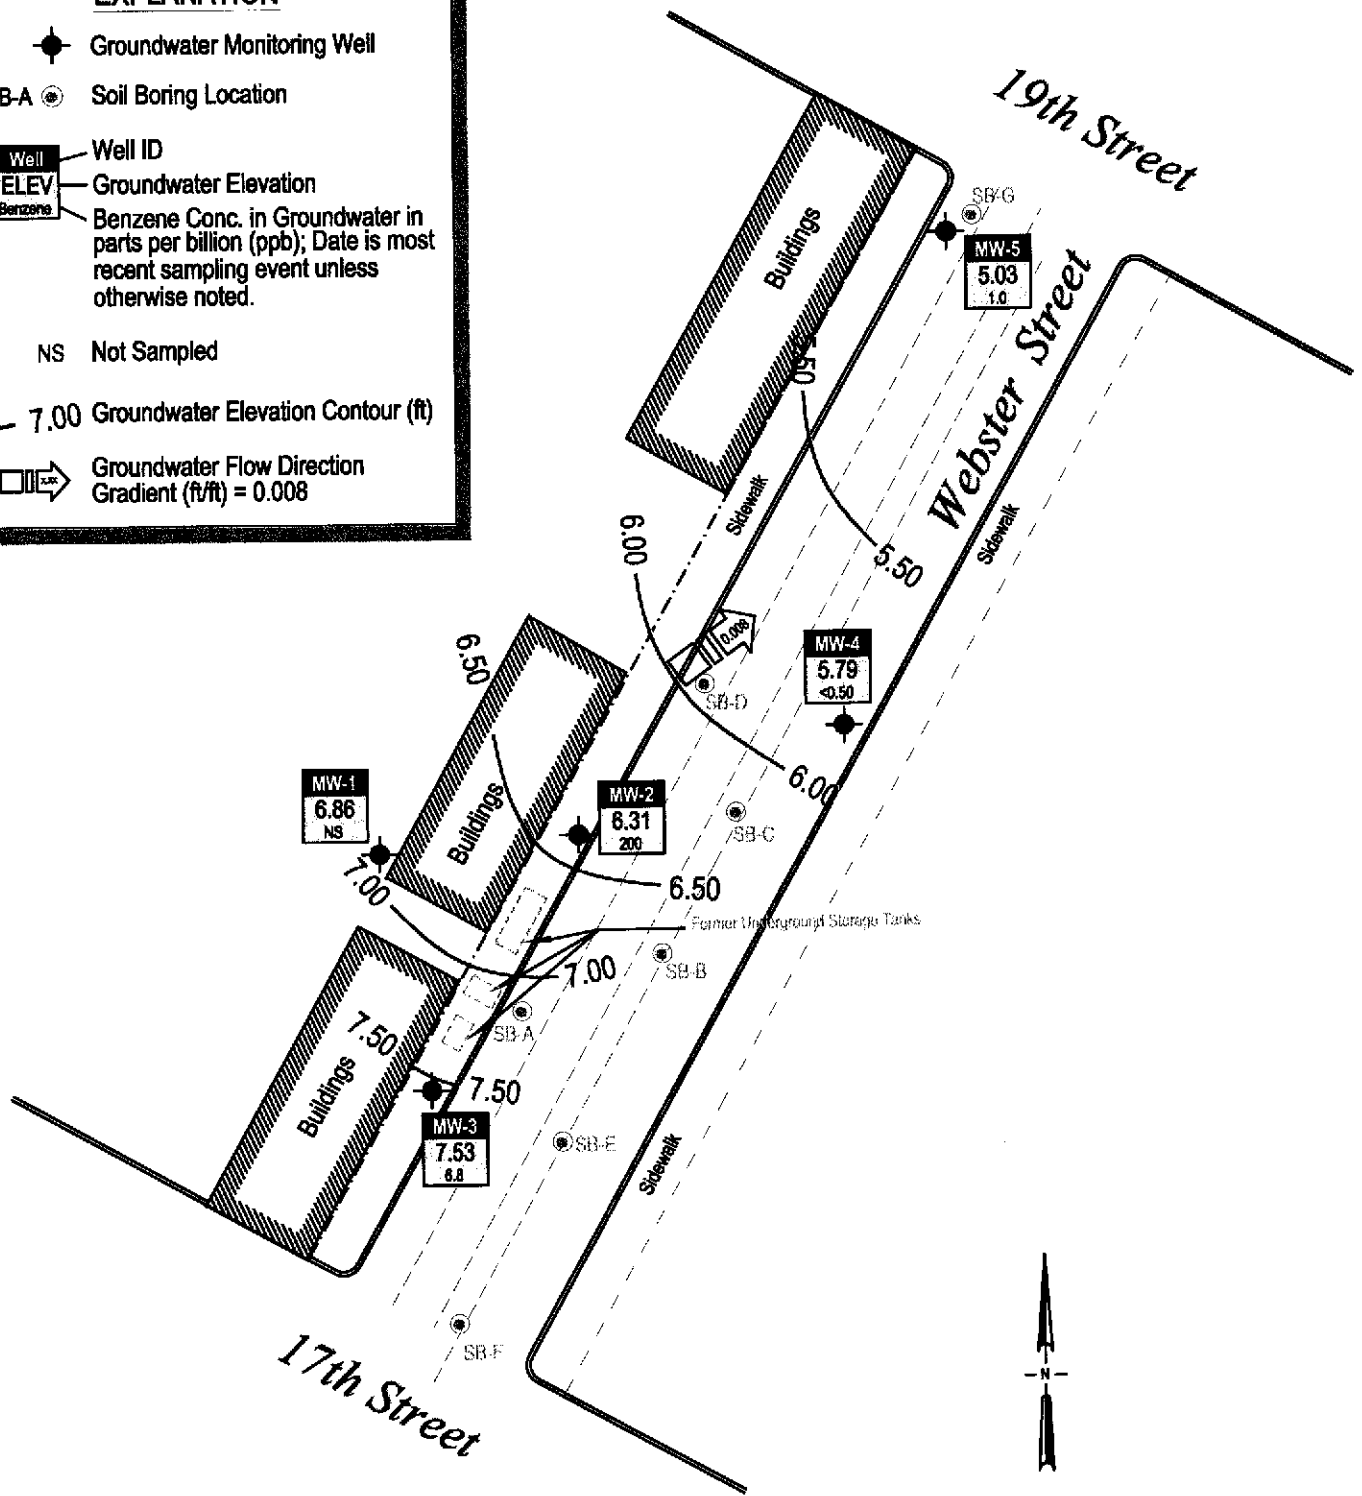 EXPLANATION
Groundwater Monitoring Well
B-A Soil Boring Location
Well
ELEV
Benzene
Well ID
Groundwater Elevation
Benzene Conc. in Groundwater in
parts per billion (ppb); Date is most
recent sampling event unless
otherwise noted.
NS Not Sampled
7.00 Groundwater Elevation Contour (ft)
Groundwater Flow Direction
Gradient (ft/ft) = 0.008
19th Street
SB-G
MW-5
5.03
1.0
Buildings
Webster Street
5.50
Sidewalk
Sidewalk
5.50
6.00
0.008
MW-4
5.79
<0.50
SB-D
6.50
6.00
MW-1
6.86
NS
MW-2
6.31
200
Buildings
SB-C
7.00
6.50
Former Underground Storage Tanks
7.00
SB-B
SB-A
7.50
Buildings
7.50
MW-3
7.53
6.8
SB-E
Sidewalk
SB-F
17th Street
N